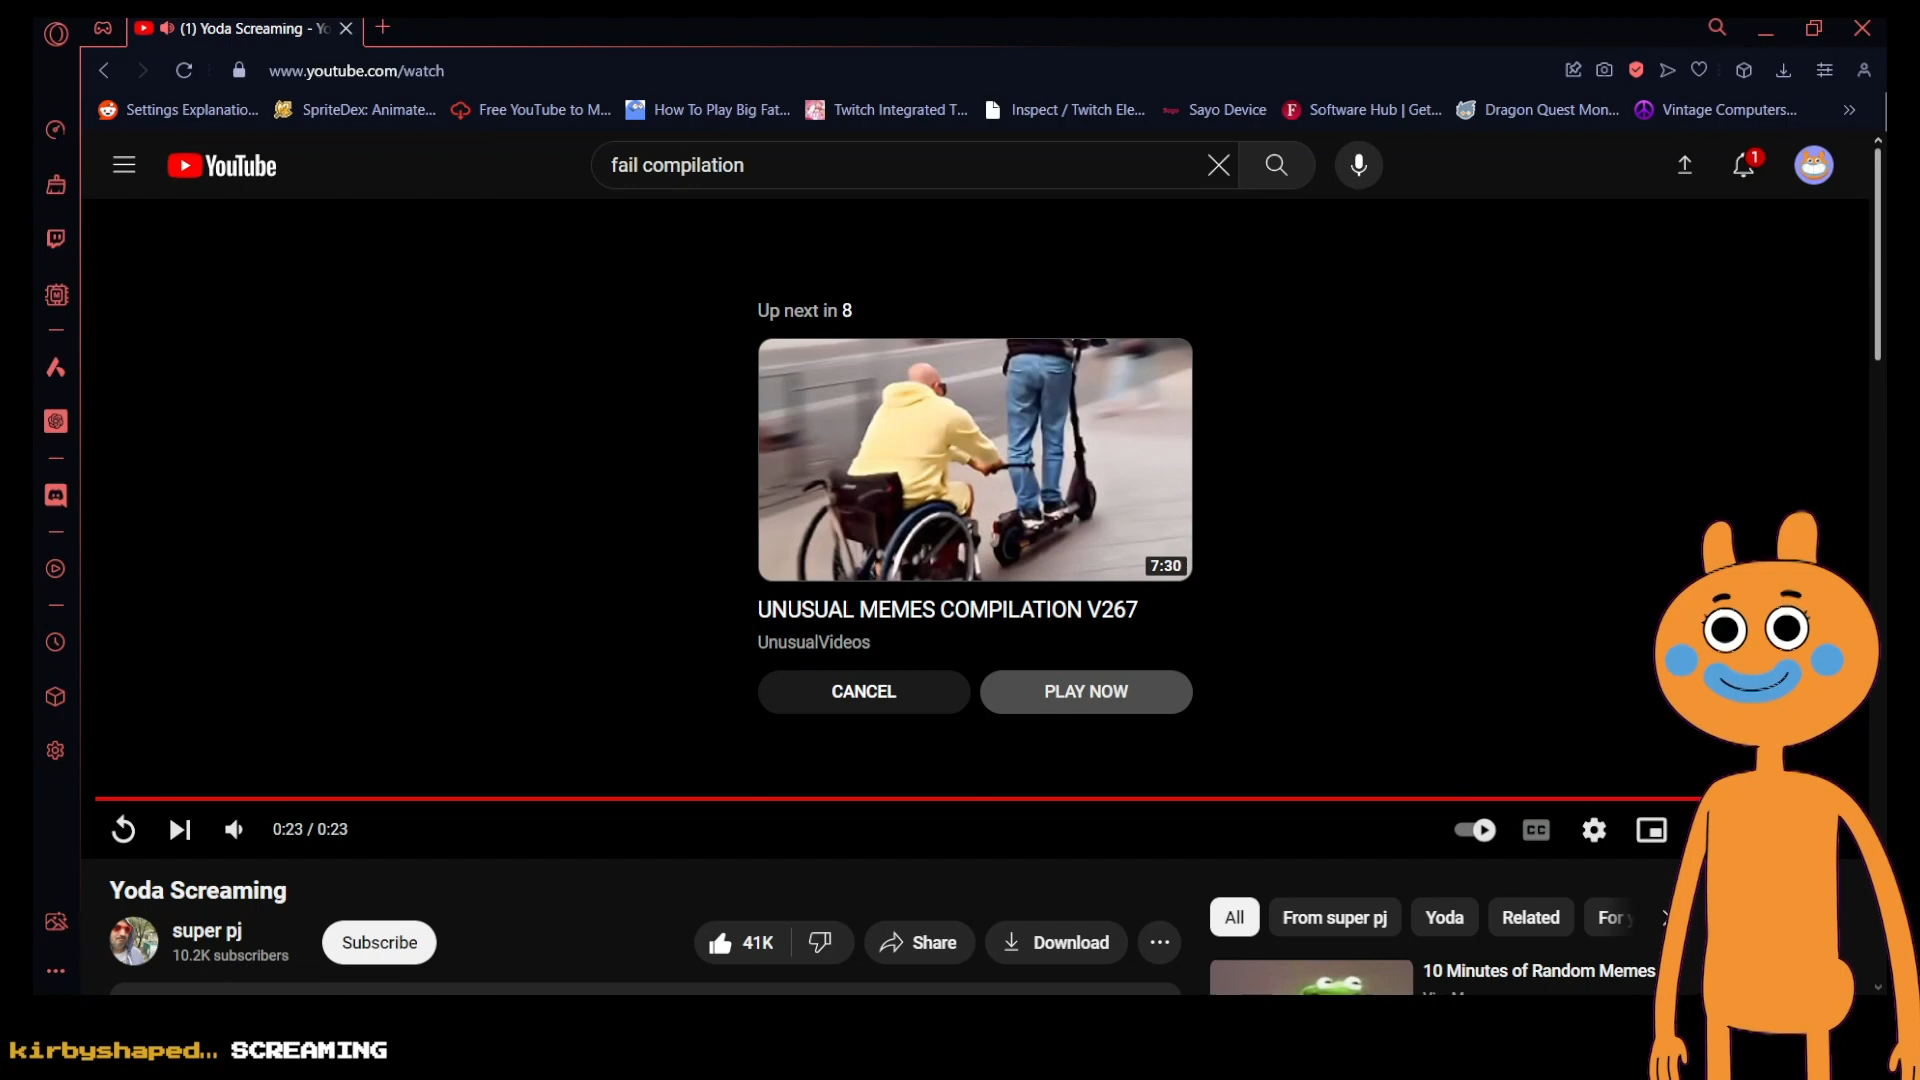 (1) Yoda Screaming - Yo
www.youtube.com/watch
Settings Explanatio... SpriteDex: Animate... Free YouTube to M... How To Play Big Fat... Twitch Integrated T... Inspect / Twitch Ele... Sayo Device Software Hub | Get... Dragon Quest Mon... Vintage Computers...
YouTube
fail compilation
1
Up next in 8
7:30
UNUSUAL MEMES COMPILATION V267
UnusualVideos
CANCEL PLAY NOW
0:23 / 0:23
CC
Yoda Screaming
super pj
10.2K subscribers
Subscribe
41K
Share
Download
All From super pj Yoda Related For
10 Minutes of Random Memes
kirbyshaped... SCREAMING